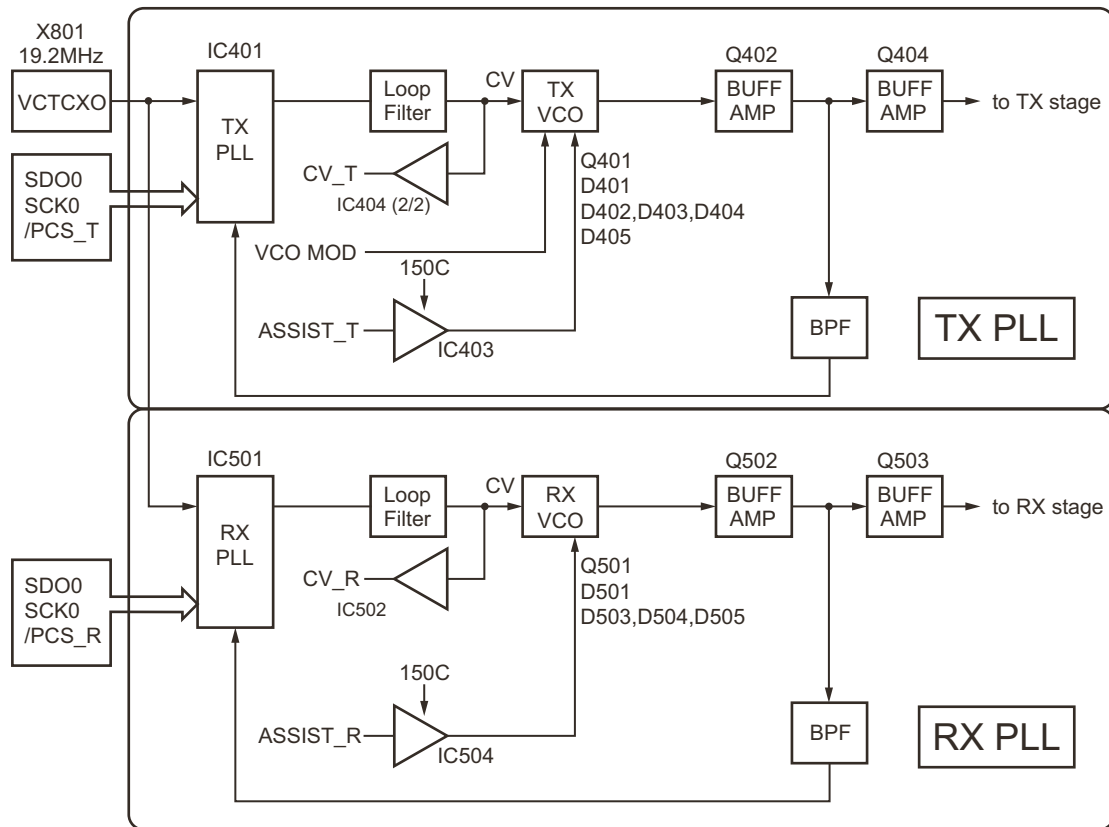 X801
19.2MHz
VCTCXO
SDO0
SCK0
/PCS_T
IC401
TX
PLL
Loop
Filter
CV
TX
VCO
Q402
BUFF
AMP
Q404
BUFF
AMP
to TX stage
CV_T
IC404 (2/2)
Q401
D401
D402,D403,D404
D405
VCO MOD
150C
ASSIST_T
IC403
BPF
TX PLL
SDO0
SCK0
/PCS_R
IC501
RX
PLL
Loop
Filter
CV
RX
VCO
Q502
BUFF
AMP
Q503
BUFF
AMP
to RX stage
CV_R
IC502
Q501
D501
D503,D504,D505
150C
ASSIST_R
IC504
BPF
RX PLL